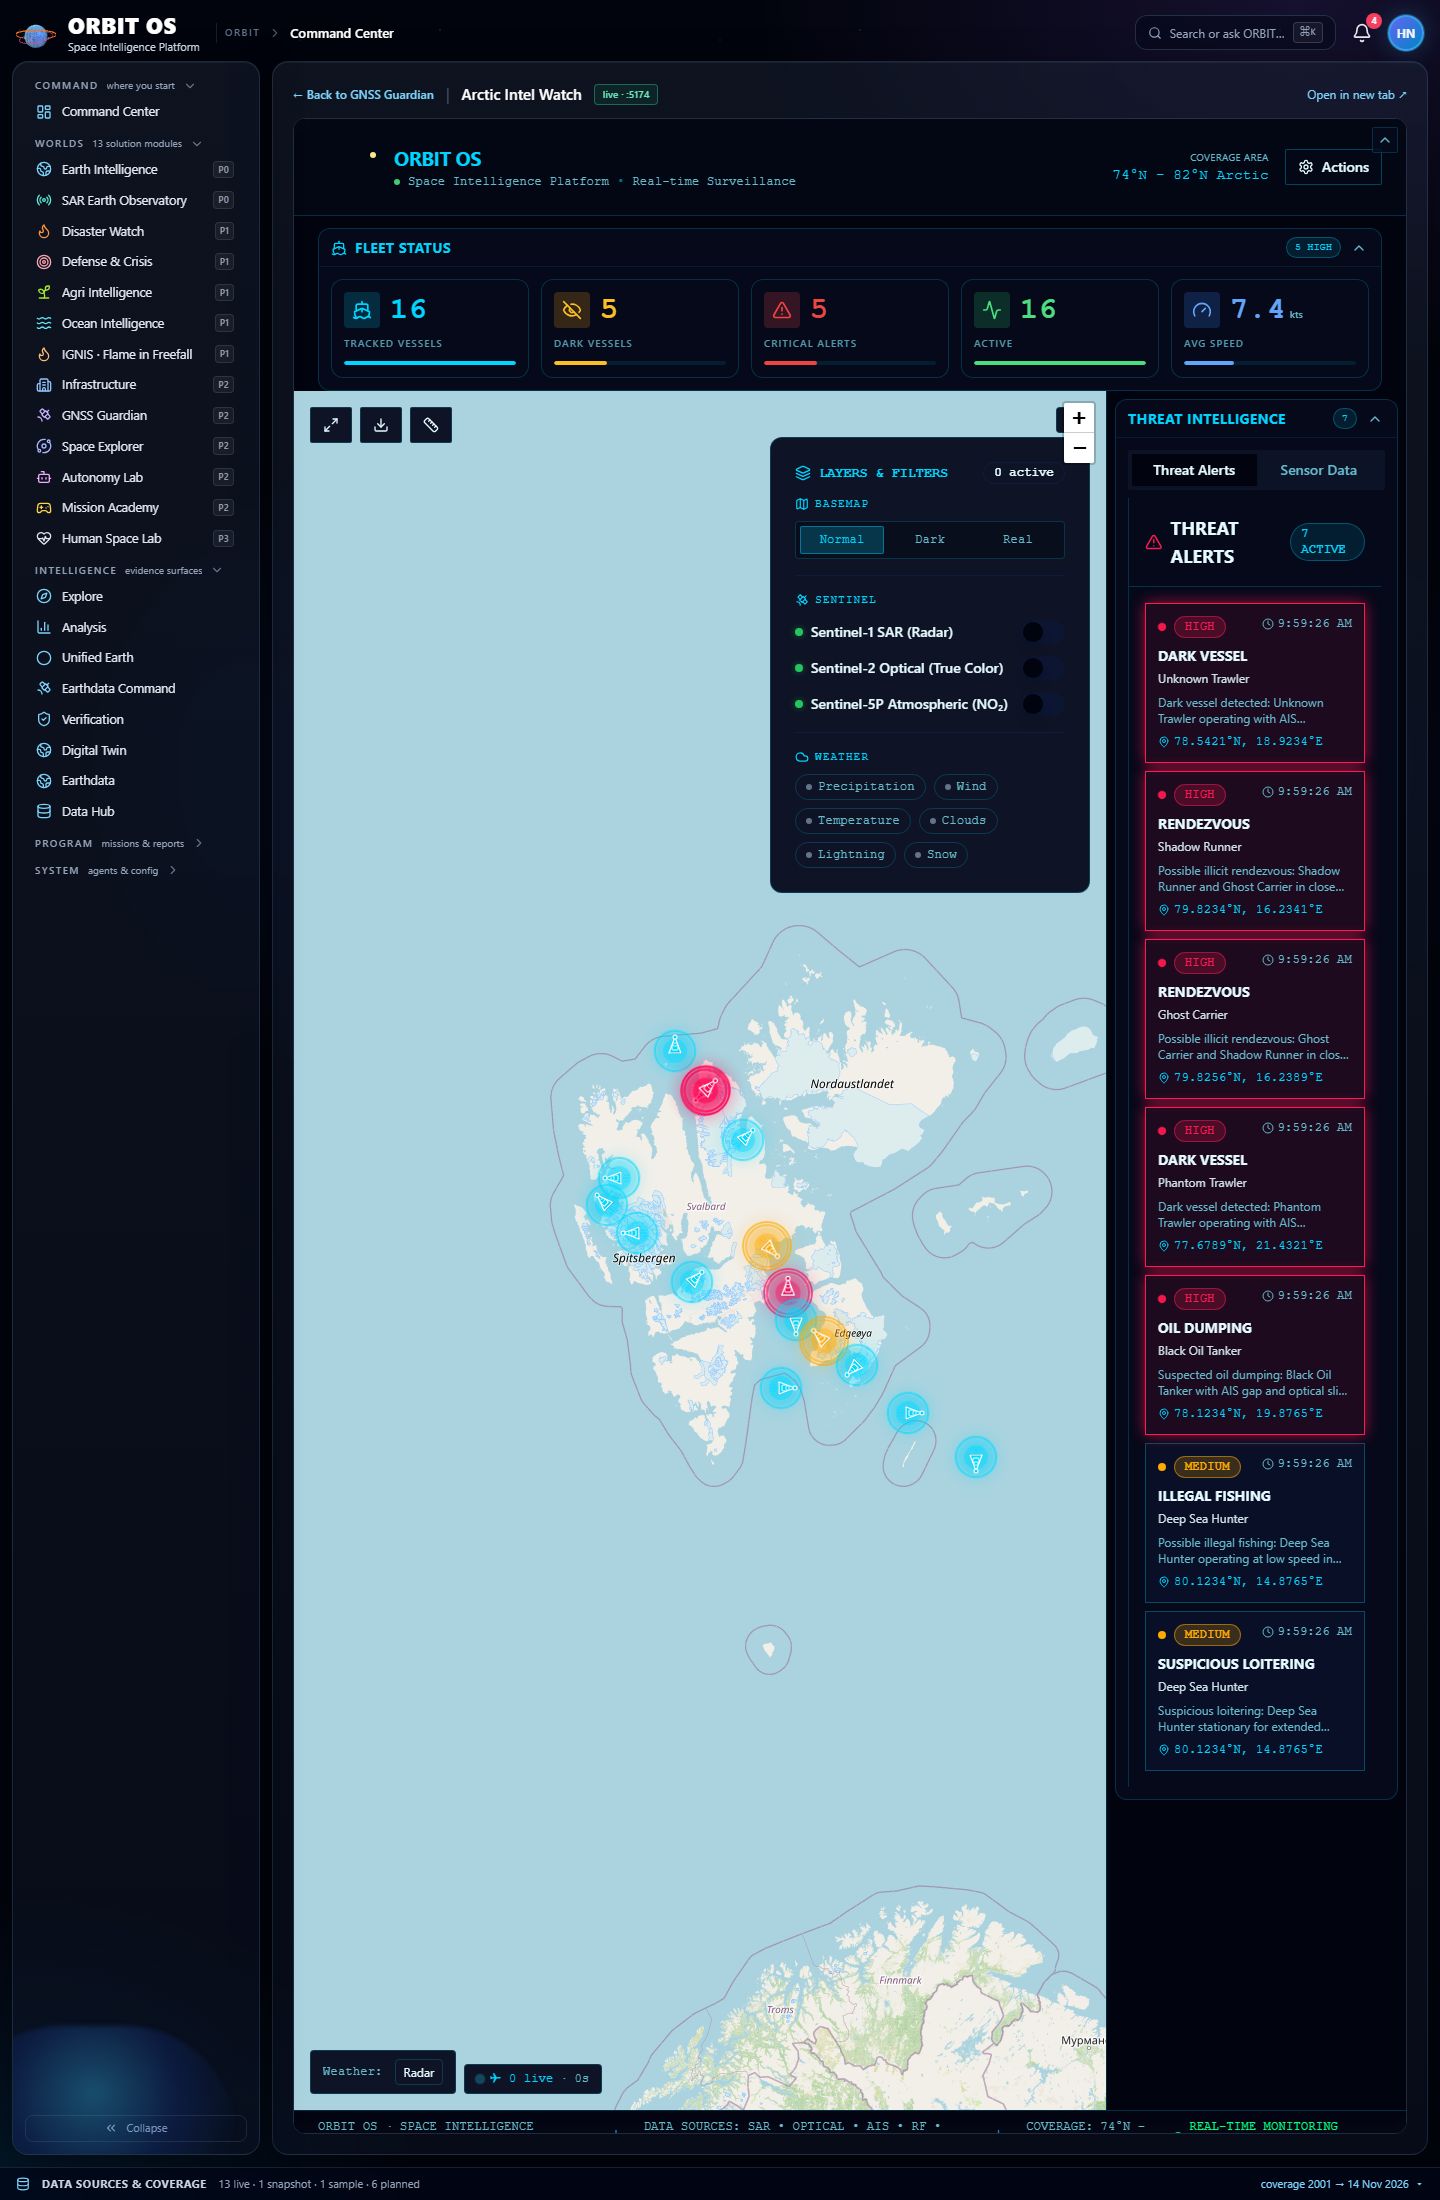 ORBIT OS
Space Intelligence Platform
ORBIT
Command Center
Search or ask ORBIT...
⌘K
4
HN
COMMAND where you start
Command Center
WORLDS 13 solution modules
Earth Intelligence P0
SAR Earth Observatory P0
Disaster Watch P1
Defense & Crisis P1
Agri Intelligence P1
Ocean Intelligence P1
IGNIS · Flame in Freefall P1
Infrastructure P2
GNSS Guardian P2
Space Explorer P2
Autonomy Lab P2
Mission Academy P2
Human Space Lab P3
INTELLIGENCE evidence surfaces
Explore
Analysis
Unified Earth
Earthdata Command
Verification
Digital Twin
Earthdata
Data Hub
PROGRAM missions & reports
SYSTEM agents & config
Collapse
← Back to GNSS Guardian
Arctic Intel Watch
live · :5174
Open in new tab ↗
ORBIT OS
Space Intelligence Platform • Real-time Surveillance
COVERAGE AREA
74°N – 82°N Arctic
Actions
FLEET STATUS
5 HIGH
16
TRACKED VESSELS
5
DARK VESSELS
5
CRITICAL ALERTS
16
ACTIVE
7.4 kts
AVG SPEED
+
−
LAYERS & FILTERS
0 active
BASEMAP
Normal
Dark
Real
SENTINEL
Sentinel-1 SAR (Radar)
Sentinel-2 Optical (True Color)
Sentinel-5P Atmospheric (NO₂)
WEATHER
Precipitation
Wind
Temperature
Clouds
Lightning
Snow
Nordaustlandet
Svalbard
Spitsbergen
Edgeøya
Finnmark
Troms
Мурман
Weather:
Radar
0 live · 0s
THREAT INTELLIGENCE
7
Threat Alerts
Sensor Data
THREAT
ALERTS
7
ACTIVE
HIGH
9:59:26 AM
DARK VESSEL
Unknown Trawler
Dark vessel detected: Unknown
Trawler operating with AIS...
78.5421°N, 18.9234°E
HIGH
9:59:26 AM
RENDEZVOUS
Shadow Runner
Possible illicit rendezvous: Shadow
Runner and Ghost Carrier in close...
79.8234°N, 16.2341°E
HIGH
9:59:26 AM
RENDEZVOUS
Ghost Carrier
Possible illicit rendezvous: Ghost
Carrier and Shadow Runner in clos...
79.8256°N, 16.2389°E
HIGH
9:59:26 AM
DARK VESSEL
Phantom Trawler
Dark vessel detected: Phantom
Trawler operating with AIS...
77.6789°N, 21.4321°E
HIGH
9:59:26 AM
OIL DUMPING
Black Oil Tanker
Suspected oil dumping: Black Oil
Tanker with AIS gap and optical sli...
78.1234°N, 19.8765°E
MEDIUM
9:59:26 AM
ILLEGAL FISHING
Deep Sea Hunter
Possible illegal fishing: Deep Sea
Hunter operating at low speed in...
80.1234°N, 14.8765°E
MEDIUM
9:59:26 AM
SUSPICIOUS LOITERING
Deep Sea Hunter
Suspicious loitering: Deep Sea
Hunter stationary for extended...
80.1234°N, 14.8765°E
ORBIT OS · SPACE INTELLIGENCE
DATA SOURCES: SAR • OPTICAL • AIS • RF •
COVERAGE: 74°N –
REAL-TIME MONITORING
DATA SOURCES & COVERAGE
13 live · 1 snapshot · 1 sample · 6 planned
coverage 2001 → 14 Nov 2026